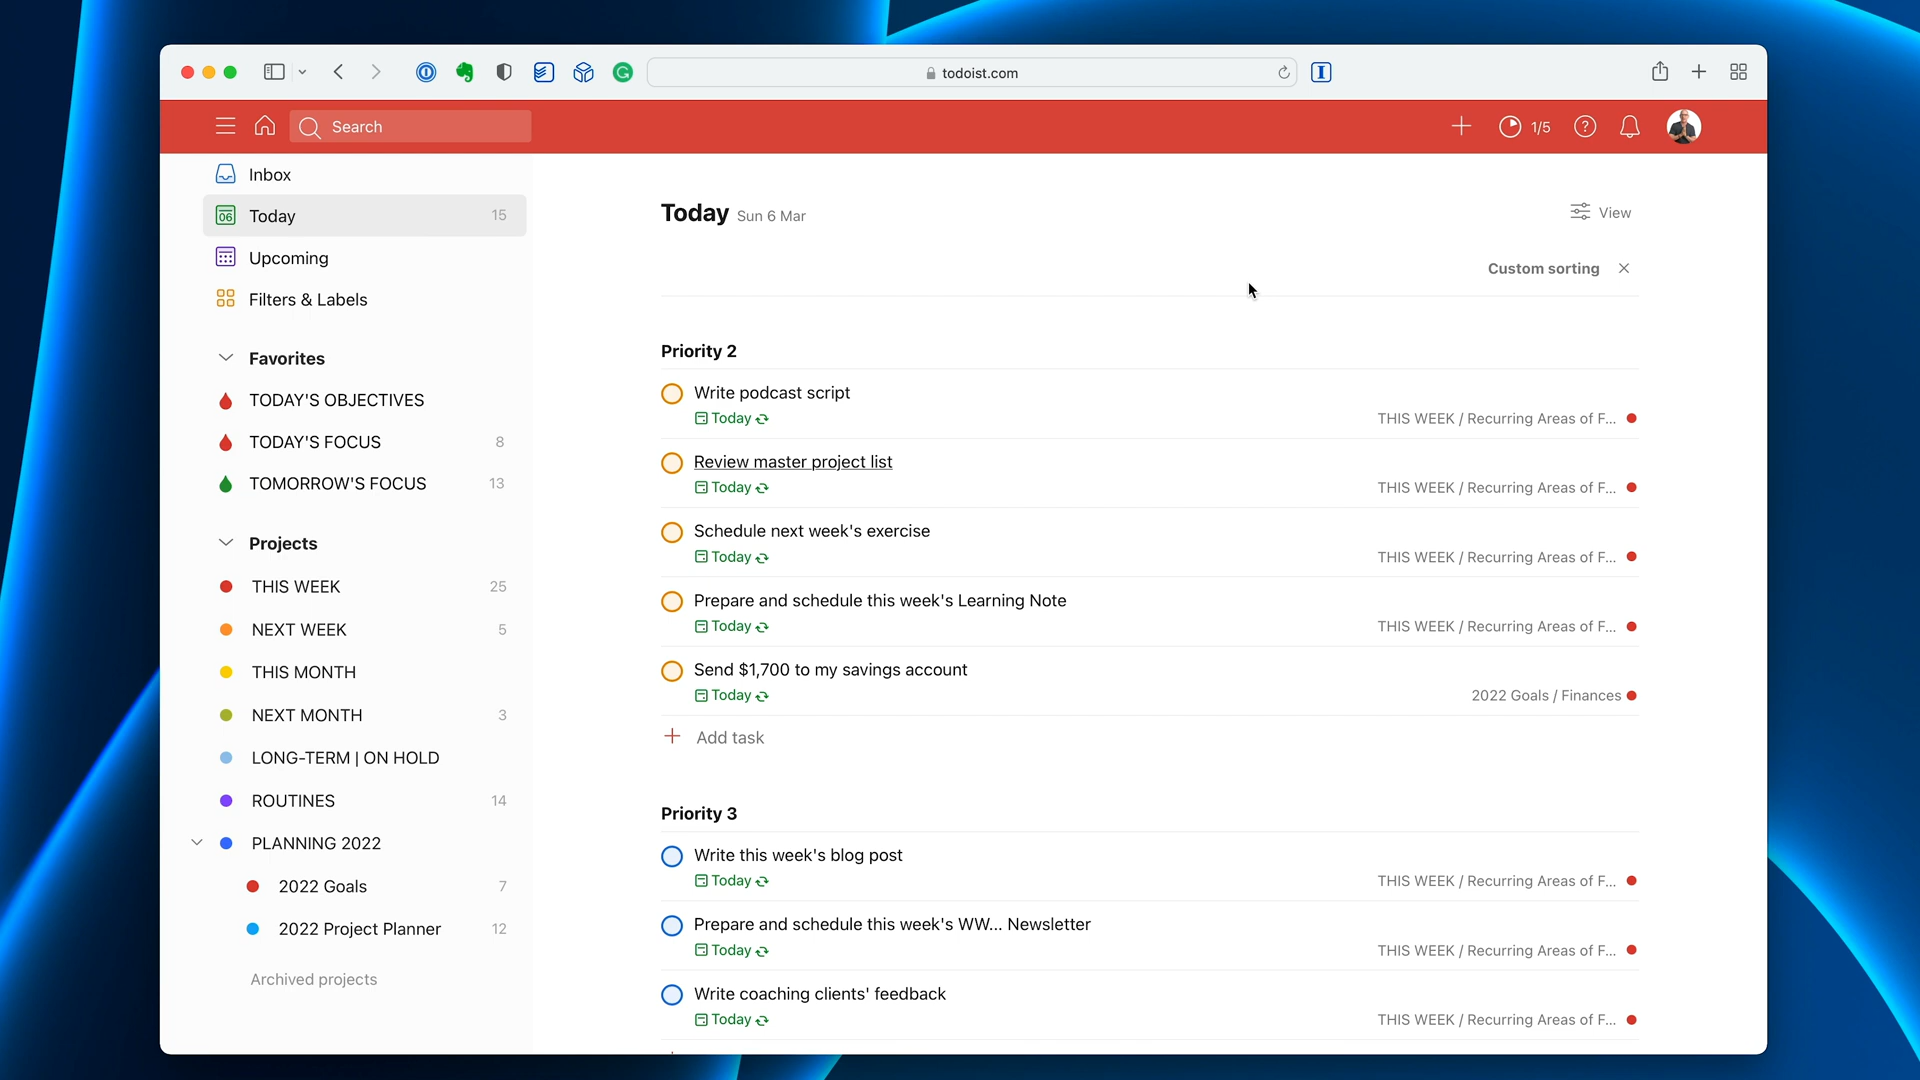 todoist.com
Search
1/5
Inbox
06
Today 15
Upcoming
Filters & Labels
Favorites
TODAY'S OBJECTIVES
TODAY'S FOCUS 8
TOMORROW'S FOCUS 13
Projects
THIS WEEK 25
NEXT WEEK 5
THIS MONTH
NEXT MONTH 3
LONG-TERM | ON HOLD
ROUTINES 14
PLANNING 2022
2022 Goals 7
2022 Project Planner 12
Archived projects
Today Sun 6 Mar
View
Custom sorting
Priority 2
Write podcast script
Today THIS WEEK / Recurring Areas of F...
Review master project list
Today THIS WEEK / Recurring Areas of F...
Schedule next week's exercise
Today THIS WEEK / Recurring Areas of F...
Prepare and schedule this week's Learning Note
Today THIS WEEK / Recurring Areas of F...
Send $1,700 to my savings account
Today 2022 Goals / Finances
Add task
Priority 3
Write this week's blog post
Today THIS WEEK / Recurring Areas of F...
Prepare and schedule this week's WW... Newsletter
Today THIS WEEK / Recurring Areas of F...
Write coaching clients' feedback
Today THIS WEEK / Recurring Areas of F...